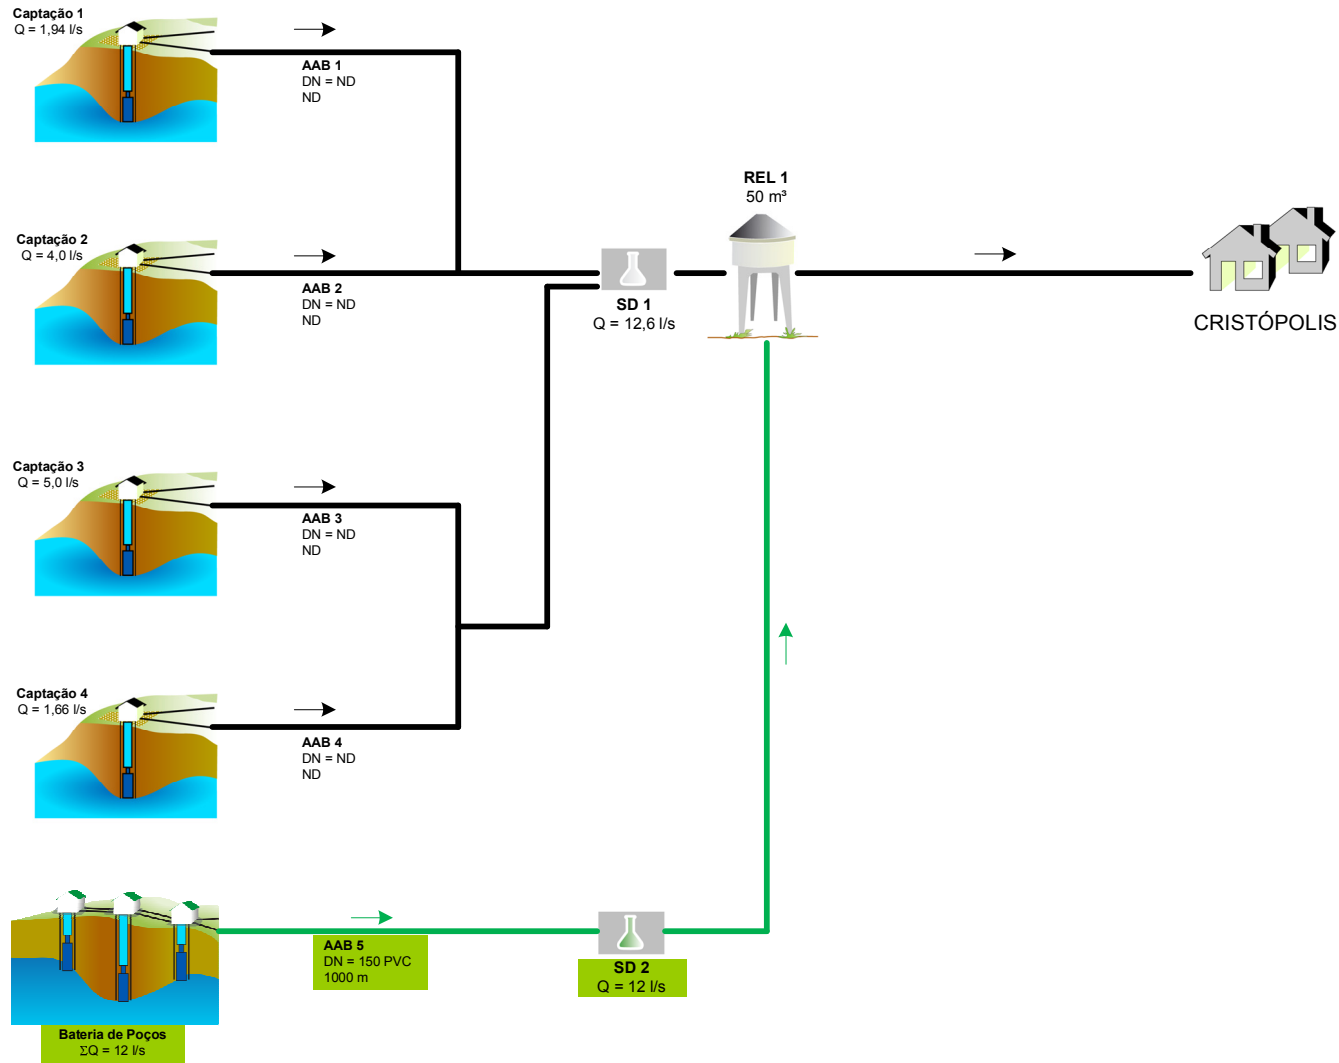 Captação 1
Q = 1,94 l/s
AAB 1
DN = ND
ND
REL 1
50 m³
Captação 2
Q = 4,0 l/s
AAB 2
DN = ND
ND
SD 1
Q = 12,6 l/s
CRISTÓPOLIS
Captação 3
Q = 5,0 l/s
AAB 3
DN = ND
ND
Captação 4
Q = 1,66 l/s
AAB 4
DN = ND
ND
AAB 5
DN = 150 PVC
1000 m
SD 2
Q = 12 l/s
Bateria de Poços
ΣQ = 12 l/s